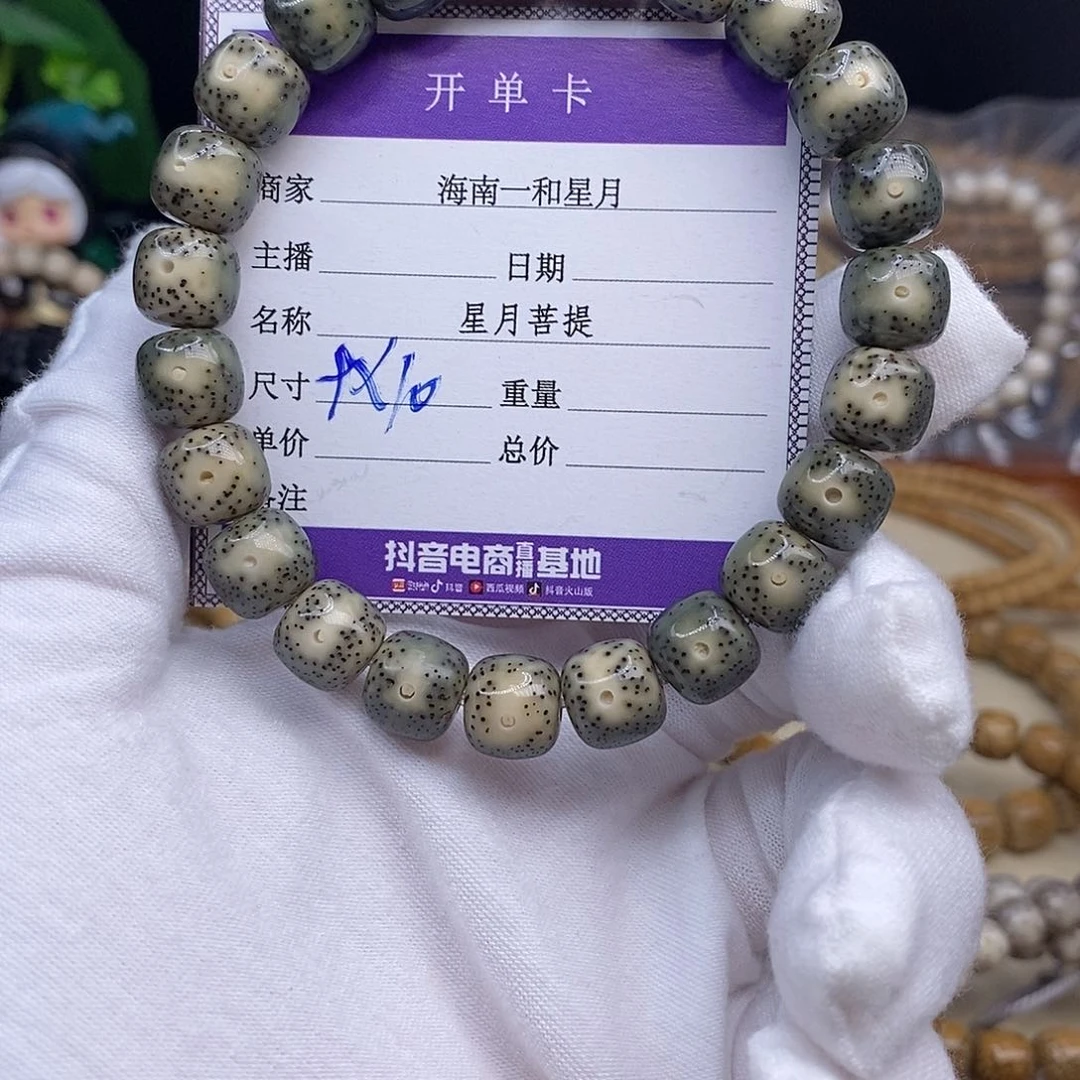 开单卡
商家 海南一和星月
主播 日期
名称 星月菩提
尺寸 重量
单价 总价
备注
抖音电商直播基地
抖音 西瓜视频 抖音火山版